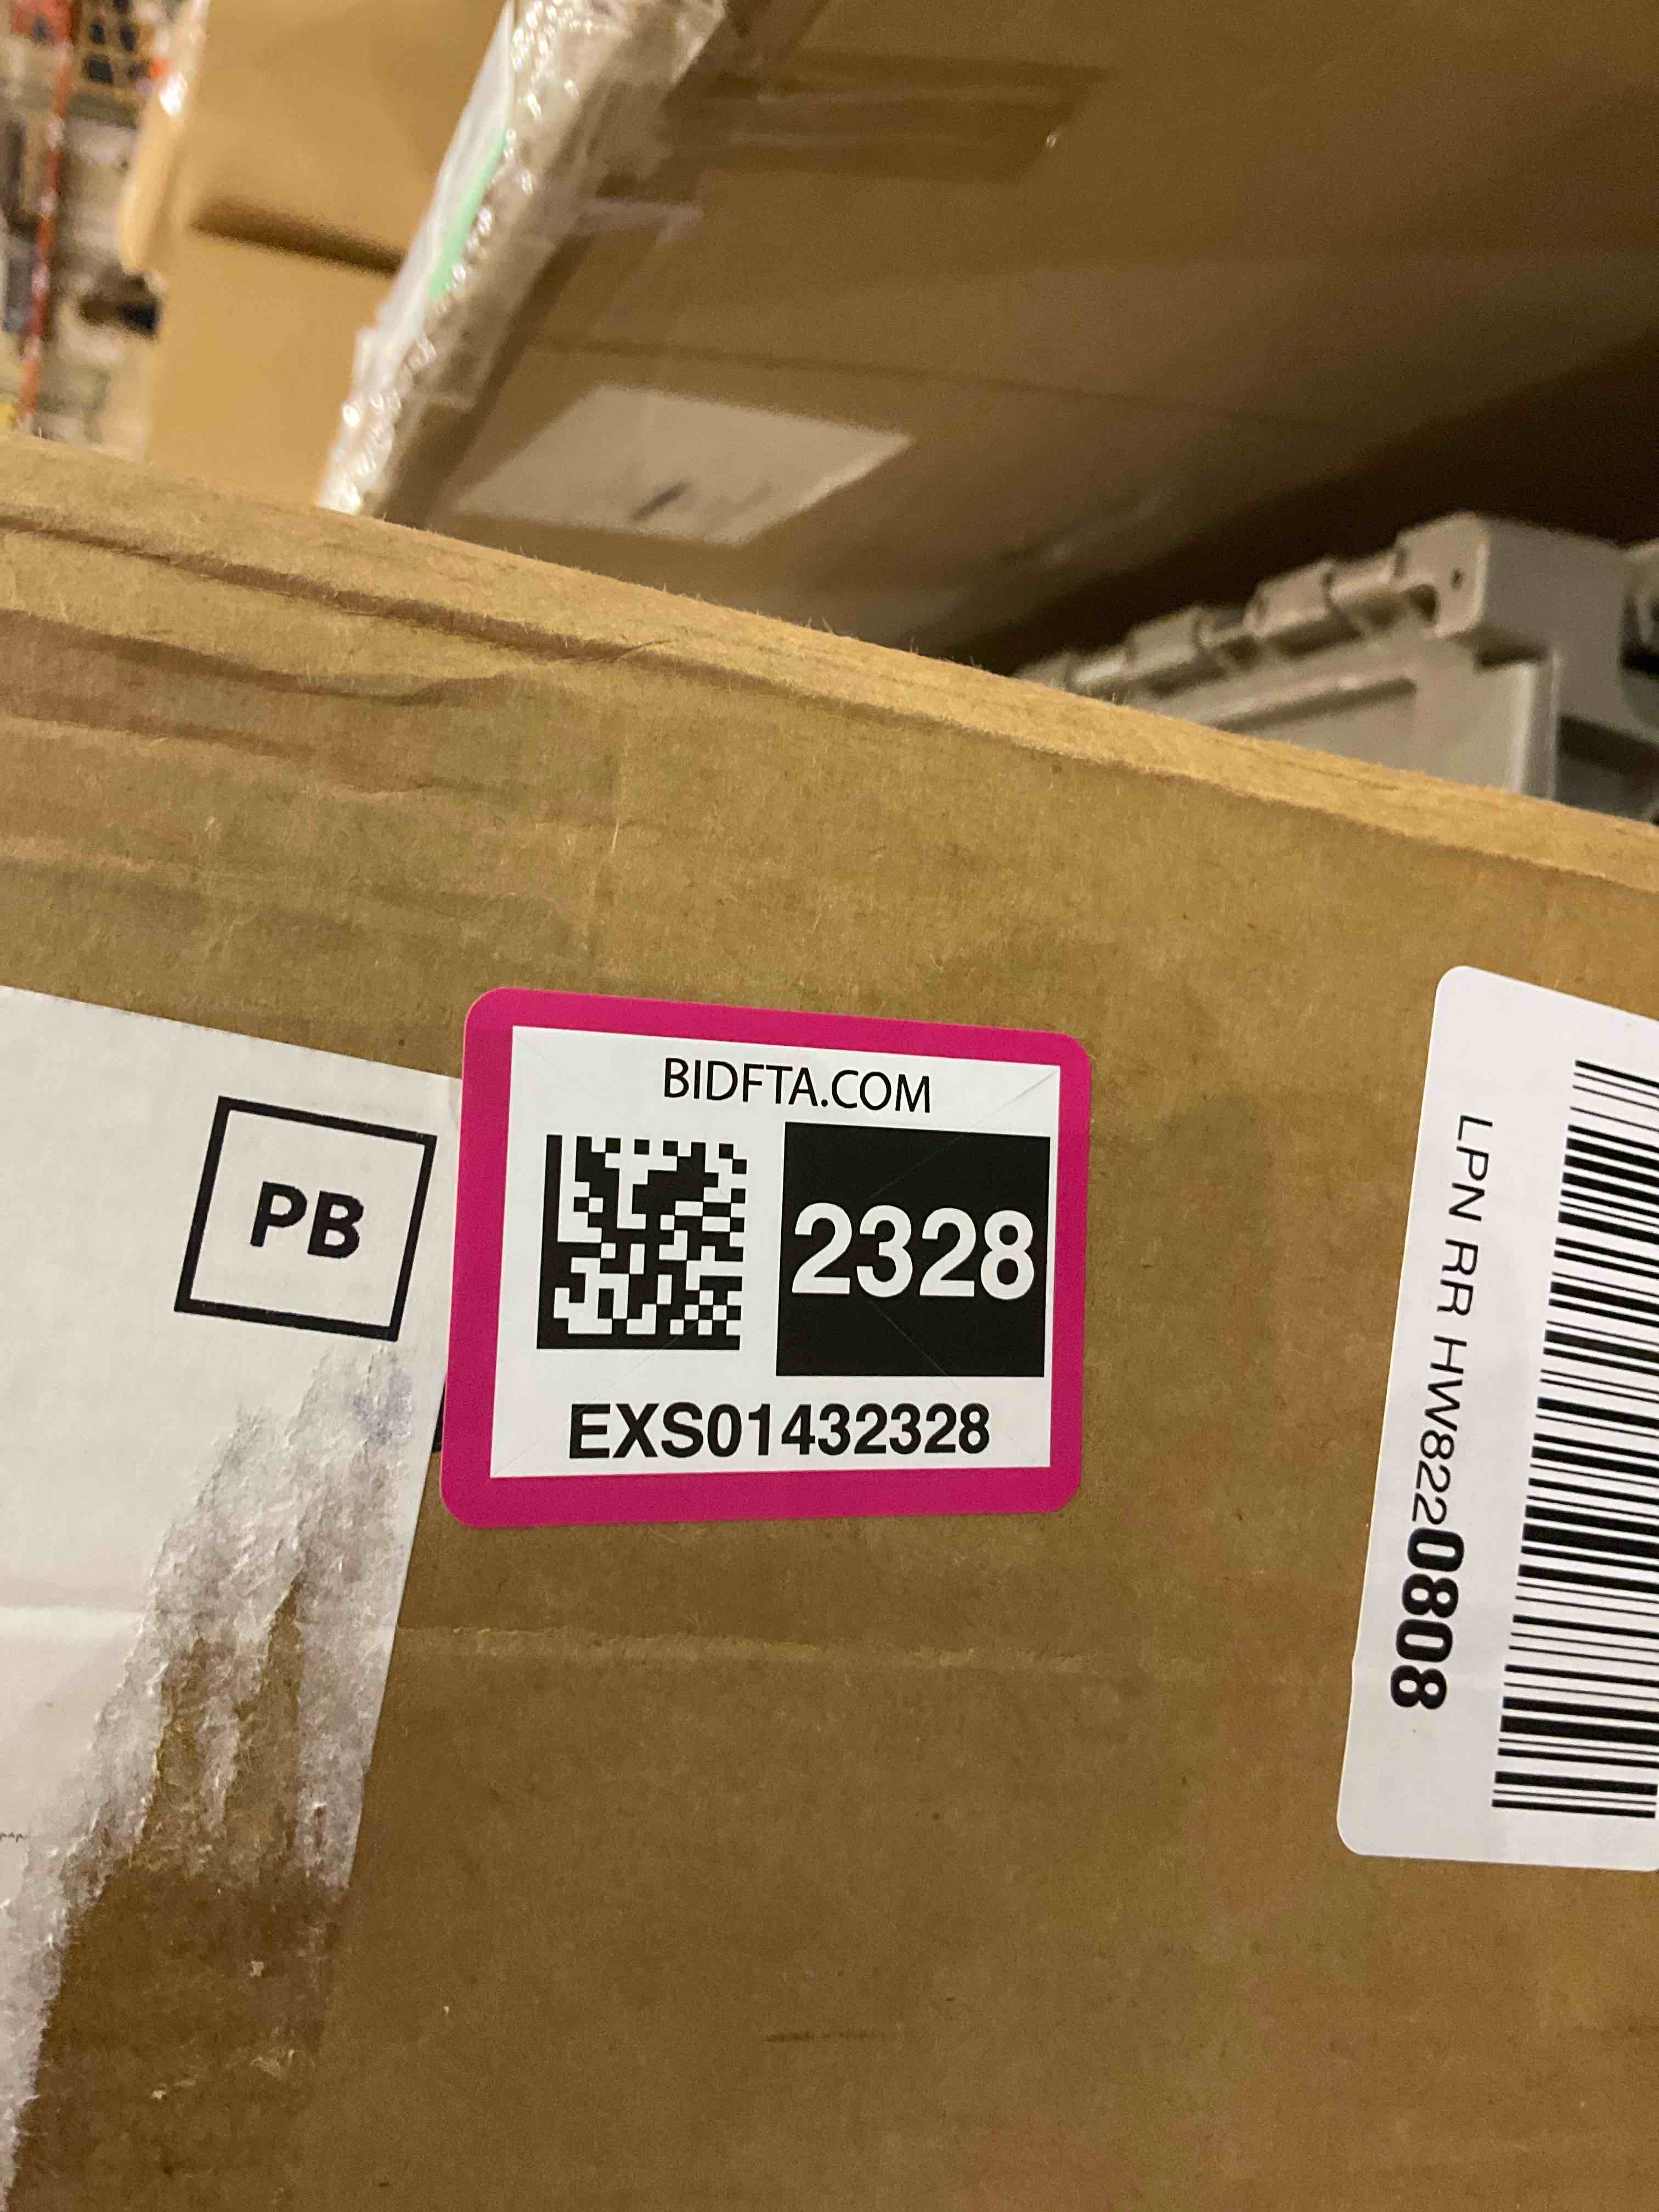 PB
BIDFTA.COM
2328
EXS01432328
LPN RR HW8220808